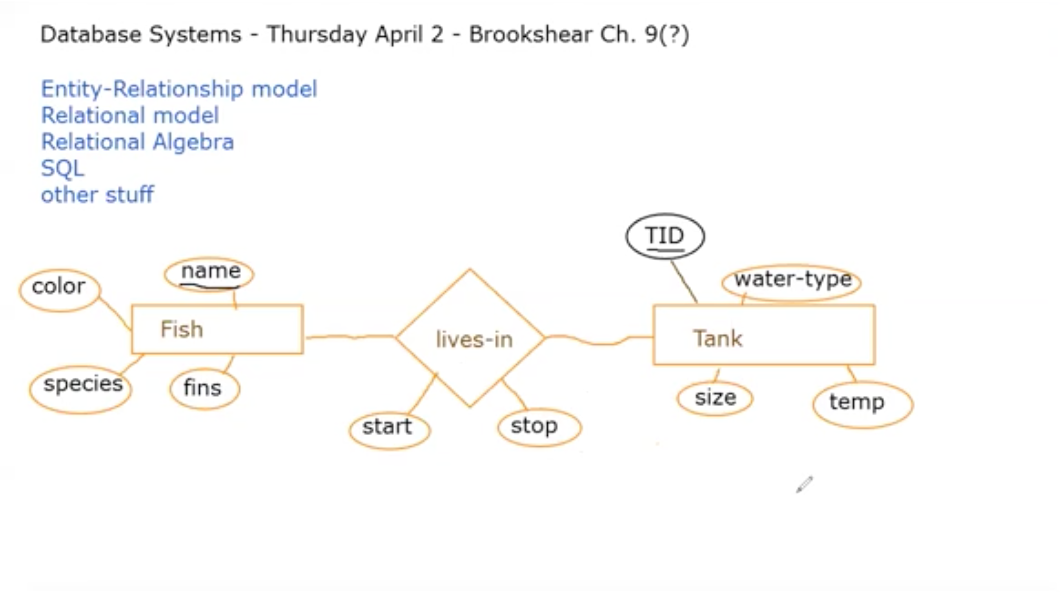 Database Systems - Thursday April 2 - Brookshear Ch. 9(?)
Entity-Relationship model
Relational model
Relational Algebra
SQL
other stuff
TID
color
name
water-type
Fish
lives-in
Tank
species
fins
size
temp
start
stop